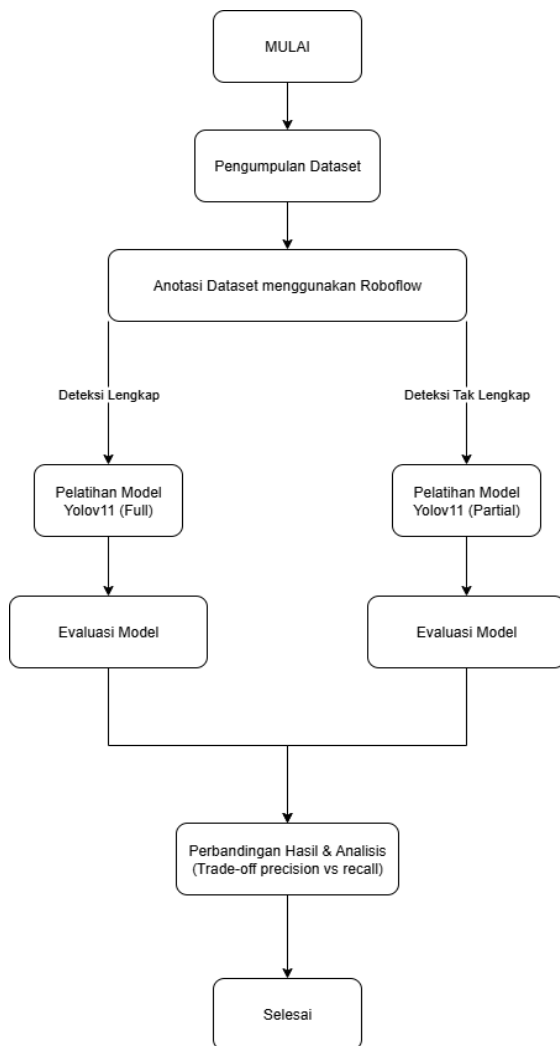 MULAI
Pengumpulan Dataset
Anotasi Dataset menggunakan Roboflow
Deteksi Lengkap
Deteksi Tak Lengkap
Pelatihan Model
Yolov11 (Full)
Pelatihan Model
Yolov11 (Partial)
Evaluasi Model
Evaluasi Model
Perbandingan Hasil & Analisis
(Trade-off precision vs recall)
Selesai